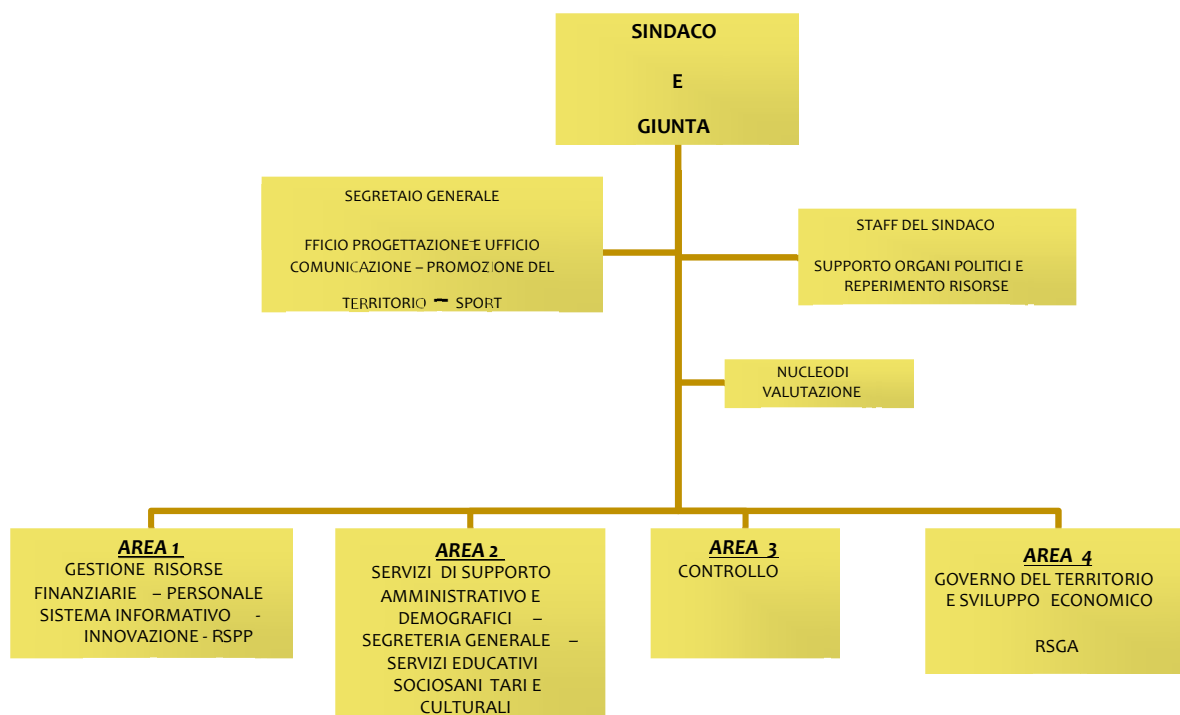 SINDACO
E
GIUNTA
SEGRETAIO GENERALE
FFICIO PROGETTAZIONE E UFFICIO
COMUNICAZIONE – PROMOZIONE DEL
TERRITORIO – SPORT
STAFF DEL SINDACO
SUPPORTO ORGANI POLITICI E
REPERIMENTO RISORSE
NUCLEODI
VALUTAZIONE
AREA 1
GESTIONE RISORSE
FINANZIARIE – PERSONALE
SISTEMA INFORMATIVO -
INNOVAZIONE - RSPP
AREA 2
SERVIZI DI SUPPORTO
AMMINISTRATIVO E
DEMOGRAFICI –
SEGRETERIA GENERALE –
SERVIZI EDUCATIVI
SOCIOSANI TARI E
CULTURALI
AREA 3
CONTROLLO
AREA 4
GOVERNO DEL TERRITORIO
E SVILUPPO ECONOMICO
RSGA